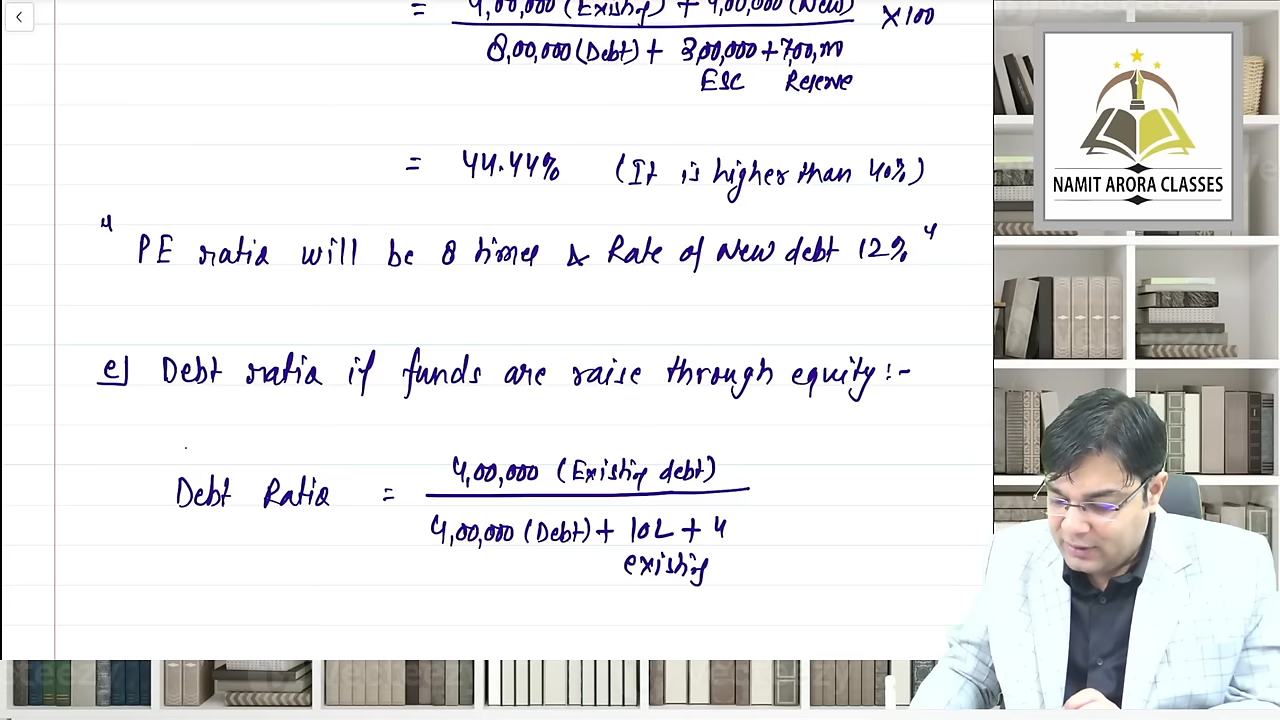 = 4,00,000 (Existing) + 4,00,000 (New) ×100
8,00,000 (Debt) + 3,00,000 + 7,00,000
ESC Reserve
= 44.44% (It is higher than 40%)
" PE ratio will be 8 times & Rate of New debt 12% "
e) Debt ratio if funds are raise through equity :-
Debt Ratio = 4,00,000 (Existing debt)
4,00,000 (Debt) + 10L + 4
existing
NAMIT ARORA CLASSES